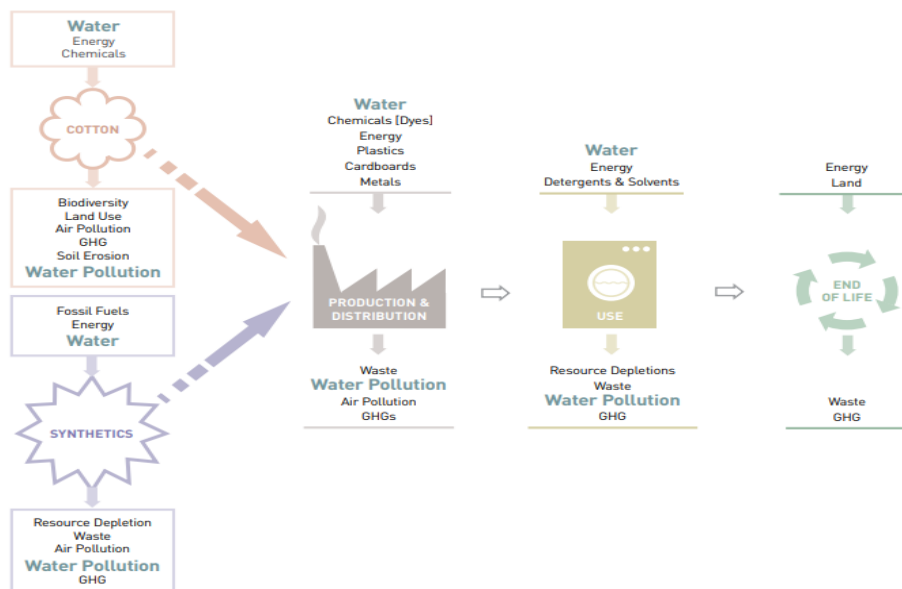 Water
Energy
Chemicals
COTTON
Biodiversity
Land Use
Air Pollution
GHG
Soil Erosion
Water Pollution
Fossil Fuels
Energy
Water
SYNTHETICS
Resource Depletion
Waste
Air Pollution
Water Pollution
GHG
Water
Chemicals [Dyes]
Energy
Plastics
Cardboards
Metals
PRODUCTION &
DISTRIBUTION
Waste
Water Pollution
Air Pollution
GHGs
Water
Energy
Detergents & Solvents
USE
Resource Depletions
Waste
Water Pollution
GHG
Energy
Land
END
OF LIFE
Waste
GHG